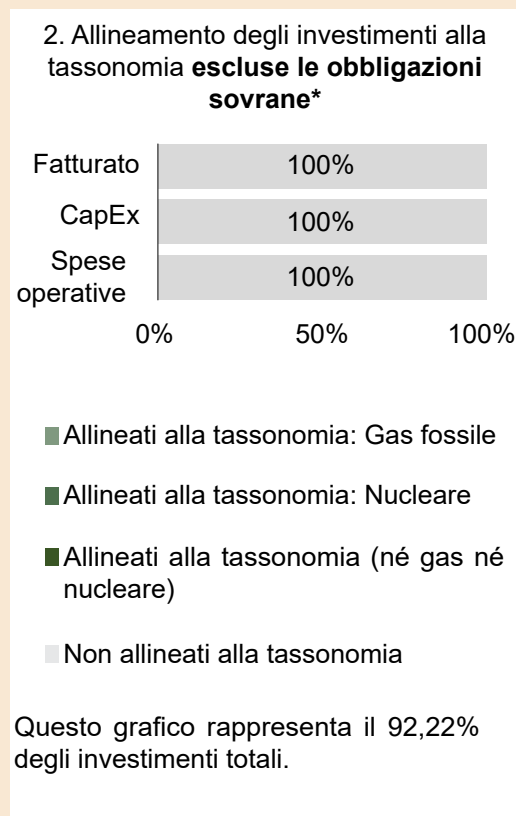 2. Allineamento degli investimenti alla
tassonomia escluse le obbligazioni
sovrane*
Fatturato
100%
CapEx
100%
Spese
operative
100%
0%
50%
100%
Allineati alla tassonomia: Gas fossile
Allineati alla tassonomia: Nucleare
Allineati alla tassonomia (né gas né
nucleare)
Non allineati alla tassonomia
Questo grafico rappresenta il 92,22%
degli investimenti totali.